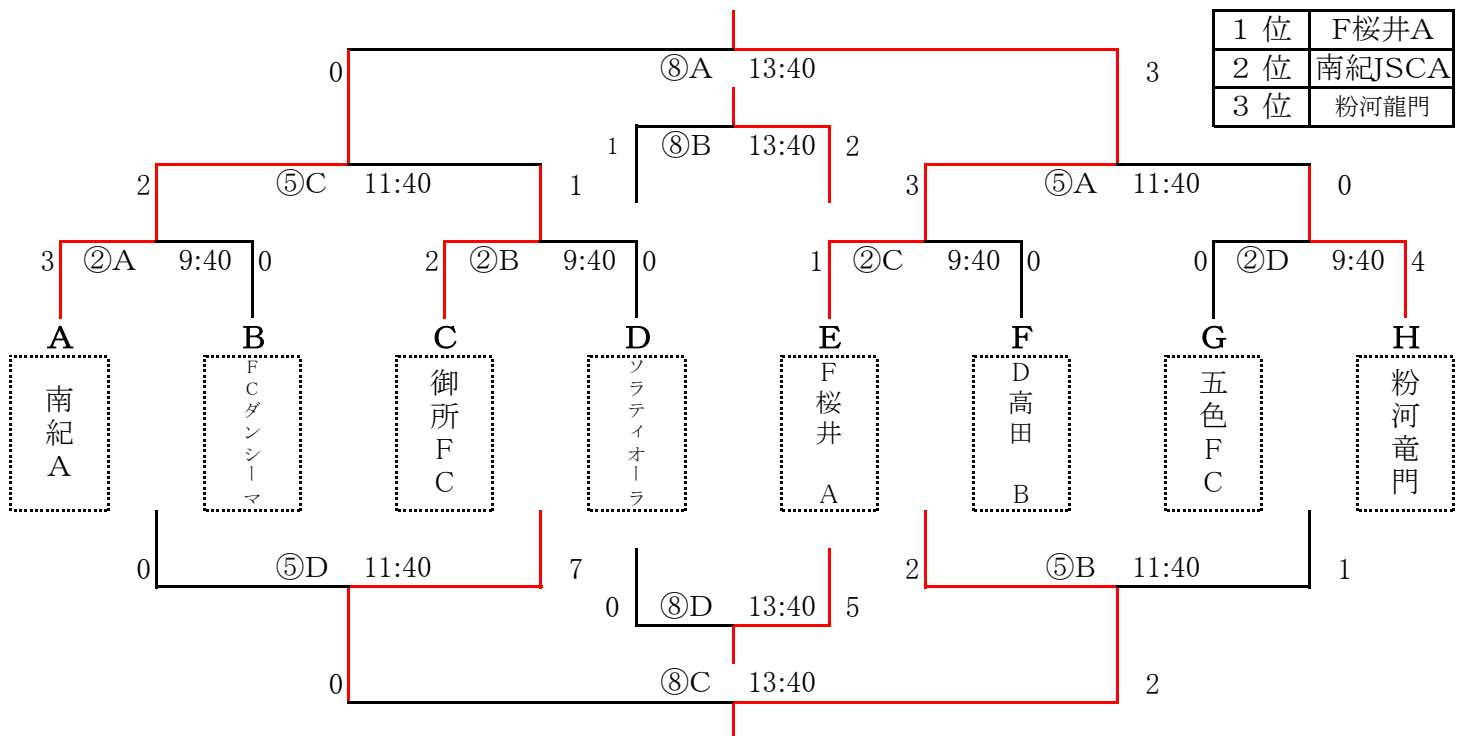 1 位 F桜井A
2 位 南紀JSCA
3 位 粉河龍門
0 ⑧A 13:40 3
1 ⑧B 13:40 2
2 ⑤C 11:40 1
3 ⑤A 11:40 0
3 ②A 9:40 0
2 ②B 9:40 0
1 ②C 9:40 0
0 ②D 9:40 4
A B C D E F G H
南紀A
FCダンシーマ
御所FC
ソラティオーラ
F桜井 A
D高田 B
五色FC
粉河竜門
0 ⑤D 11:40 7
2 ⑤B 11:40 1
0 ⑧D 13:40 5
0 ⑧C 13:40 2